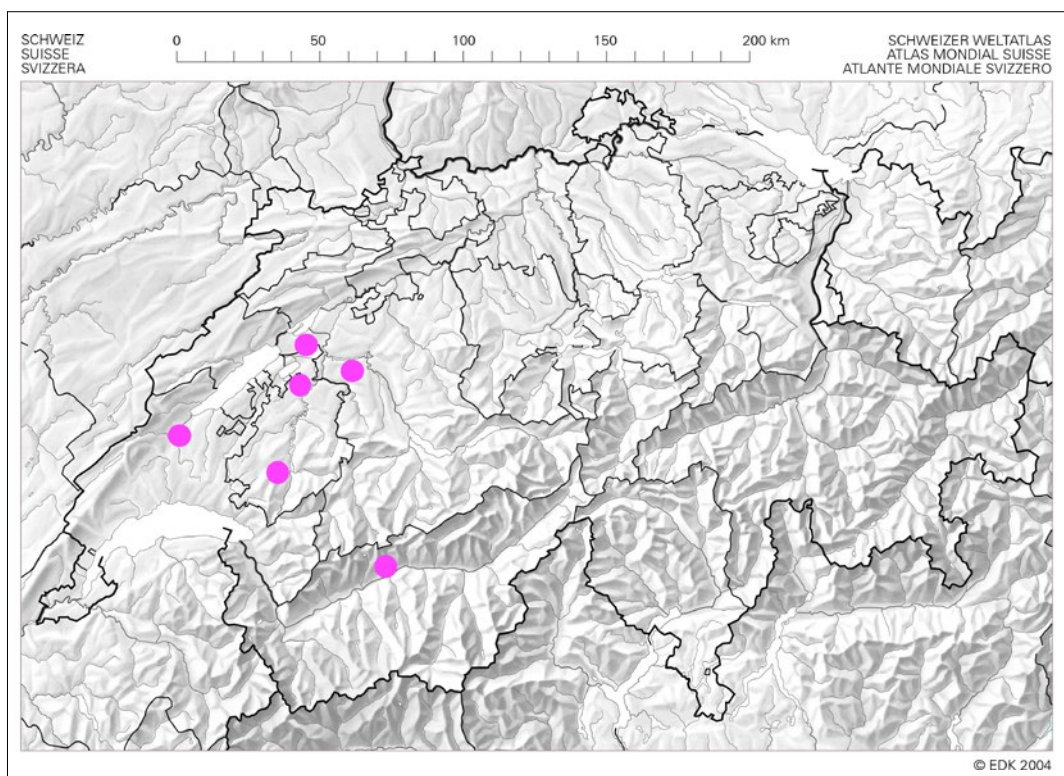 SCHWEIZ
SUISSE
SVIZZERA
0 50 100 150 200 km
SCHWEIZER WELTATLAS
ATLAS MONDIAL SUISSE
ATLANTE MONDIALE SVIZZERO
© EDK 2004